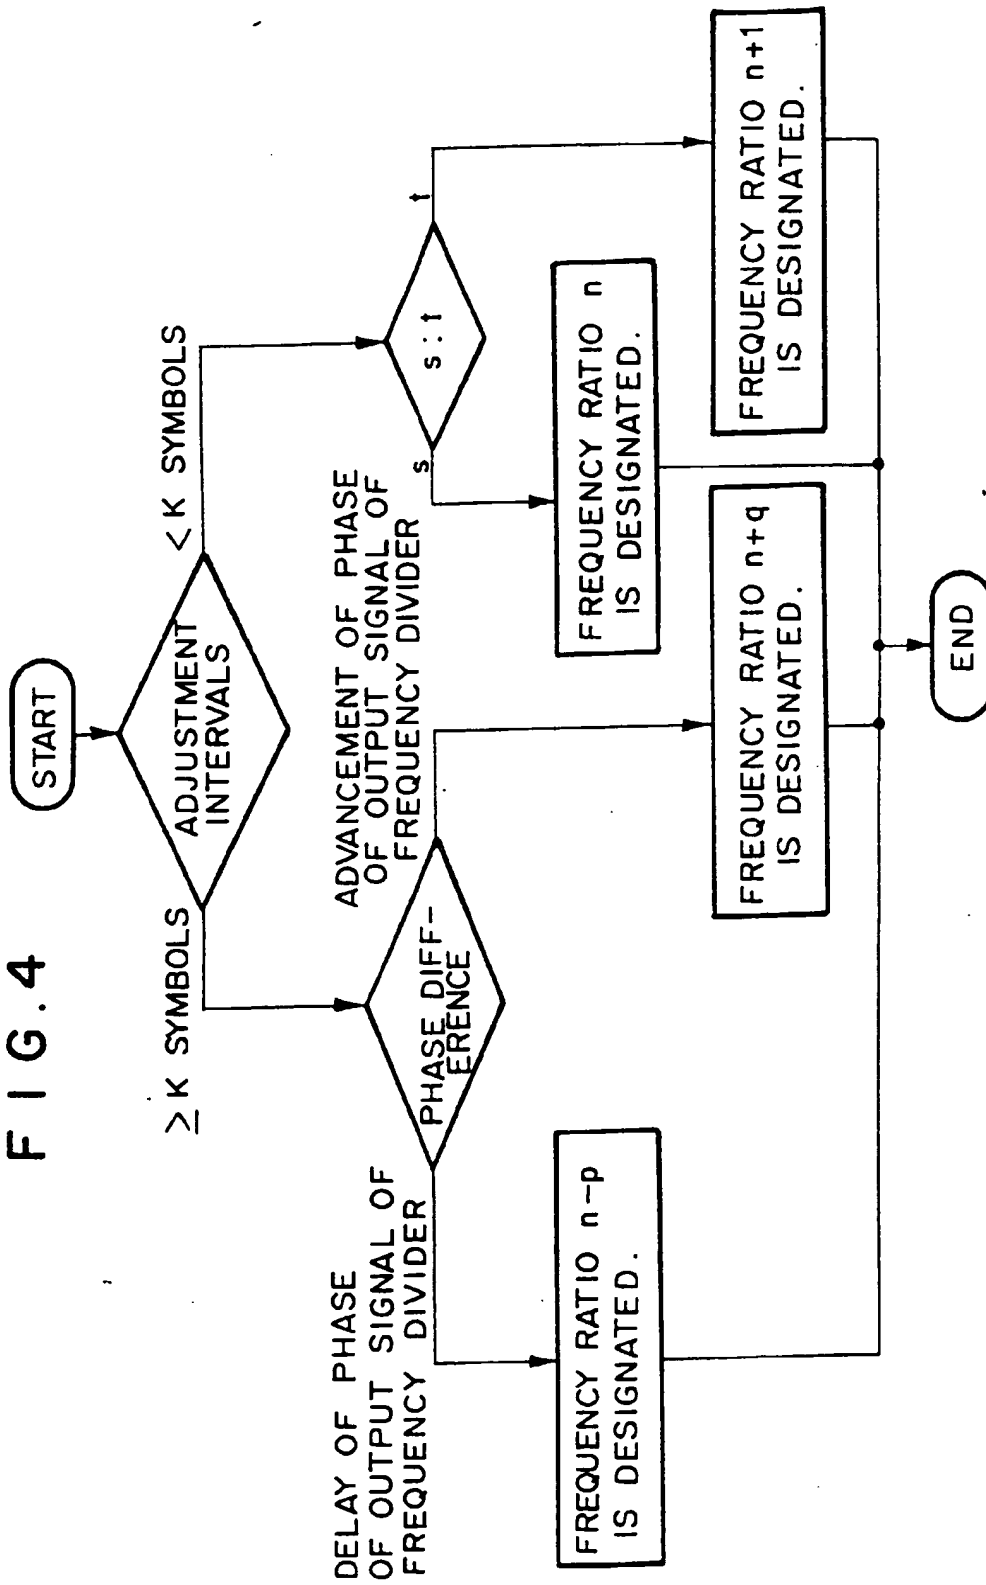 FIG.4
START
ADJUSTMENT
INTERVALS
≥K SYMBOLS
<K SYMBOLS
PHASE DIFF-
ERENCE
DELAY OF PHASE
OF OUTPUT SIGNAL OF
FREQUENCY DIVIDER
ADVANCEMENT OF PHASE
OF OUTPUT SIGNAL OF
FREQUENCY DIVIDER
s:t
s
t
FREQUENCY RATIO n-p
IS DESIGNATED.
FREQUENCY RATIO n+q
IS DESIGNATED.
FREQUENCY RATIO n
IS DESIGNATED.
FREQUENCY RATIO n+1
IS DESIGNATED.
END